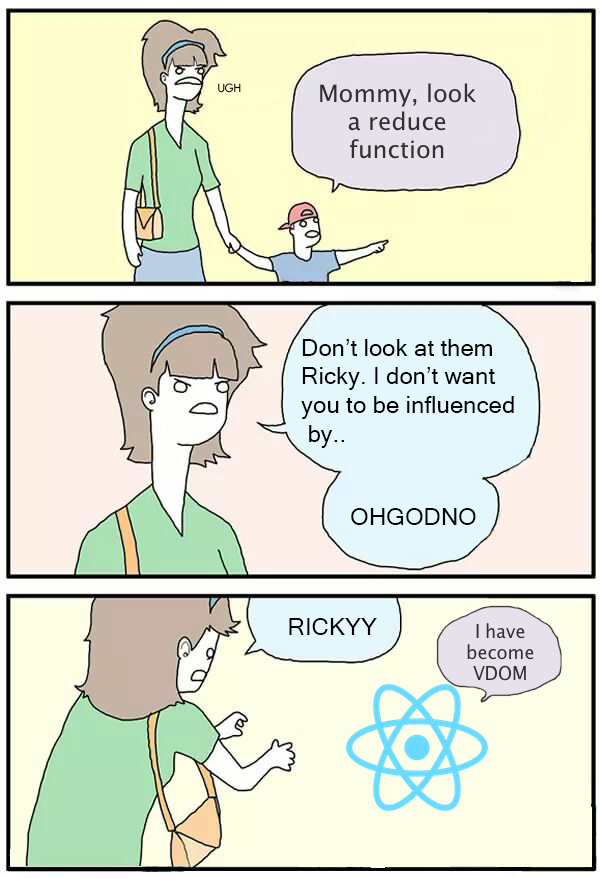 UGH
Mommy, look
a reduce
function
Don't look at them
Ricky. I don't want
you to be influenced
by..
OHGODNO
RICKYY
I have
become
VDOM